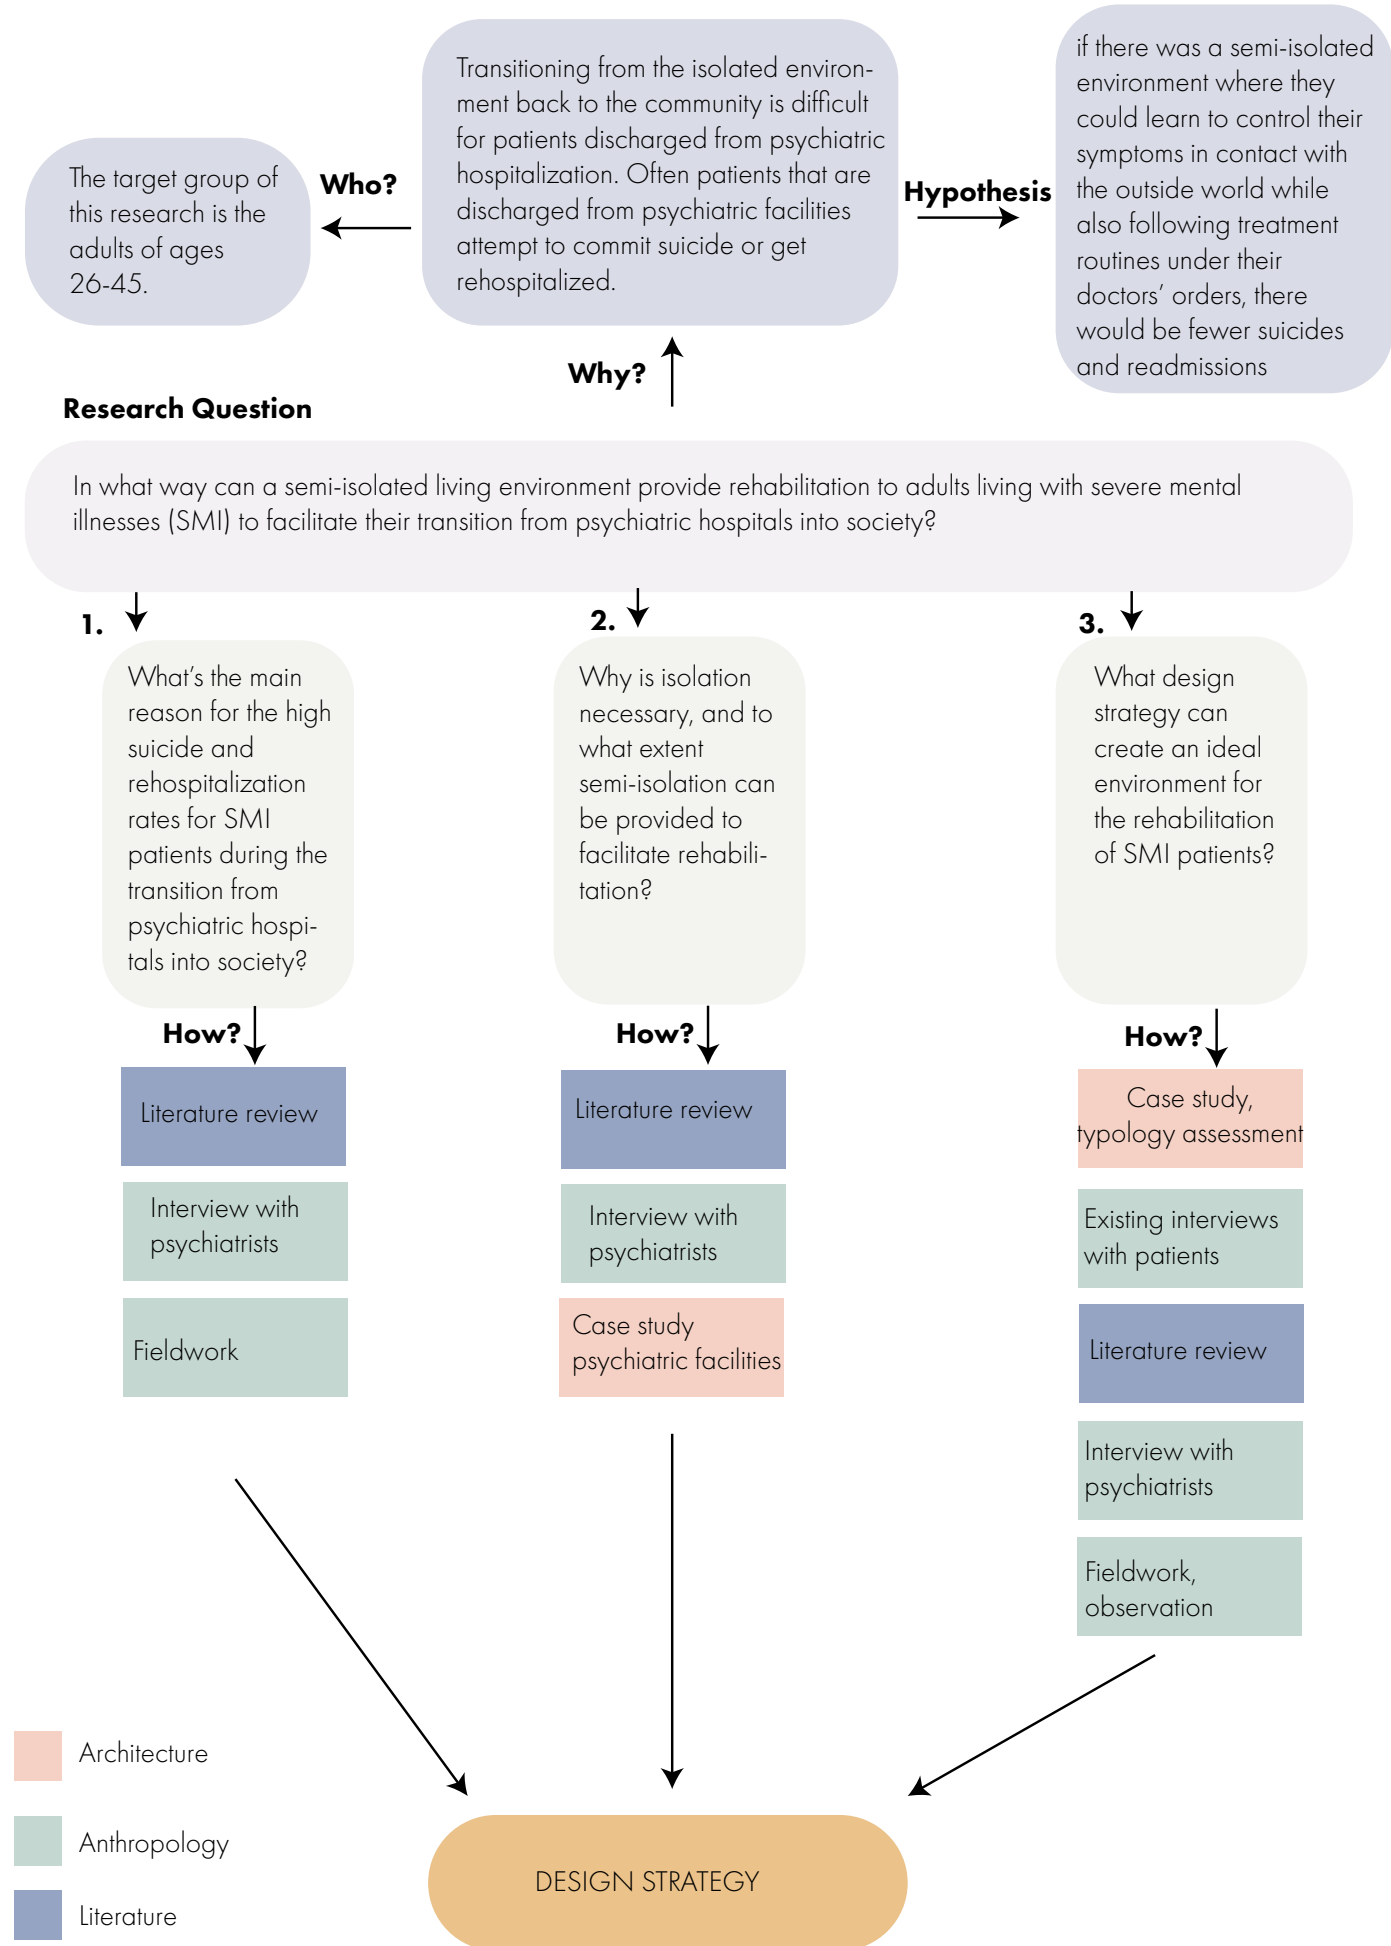 Transitioning from the isolated environ-
ment back to the community is difficult
for patients discharged from psychiatric
hospitalization. Often patients that are
discharged from psychiatric facilities
attempt to commit suicide or get
rehospitalized.
Who?
The target group of
this research is the
adults of ages
26-45.
Hypothesis
if there was a semi-isolated
environment where they
could learn to control their
symptoms in contact with
the outside world while
also following treatment
routines under their
doctors’ orders, there
would be fewer suicides
and readmissions
Why?
Research Question
In what way can a semi-isolated living environment provide rehabilitation to adults living with severe mental
illnesses (SMI) to facilitate their transition from psychiatric hospitals into society?
1.
What’s the main
reason for the high
suicide and
rehospitalization
rates for SMI
patients during the
transition from
psychiatric hospi-
tals into society?
How?
Literature review
Interview with
psychiatrists
Fieldwork
2.
Why is isolation
necessary, and to
what extent
semi-isolation can
be provided to
facilitate rehabili-
tation?
How?
Literature review
Interview with
psychiatrists
Case study
psychiatric facilities
3.
What design
strategy can
create an ideal
environment for
the rehabilitation
of SMI patients?
How?
Case study,
typology assessment
Existing interviews
with patients
Literature review
Interview with
psychiatrists
Fieldwork,
observation
Architecture
Anthropology
Literature
DESIGN STRATEGY